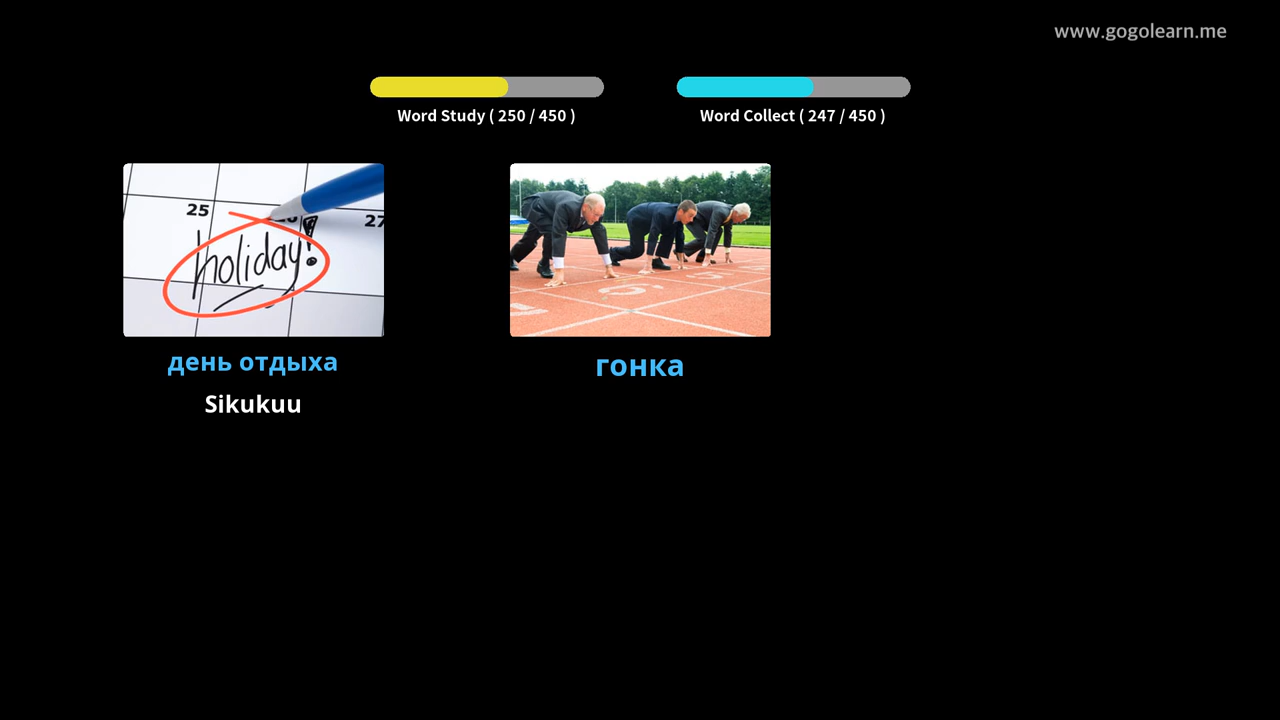 www.gogolearn.me
Word Study ( 250 / 450 )
Word Collect ( 247 / 450 )
25
27
holiday!
день отдыха
Sikukuu
гонка